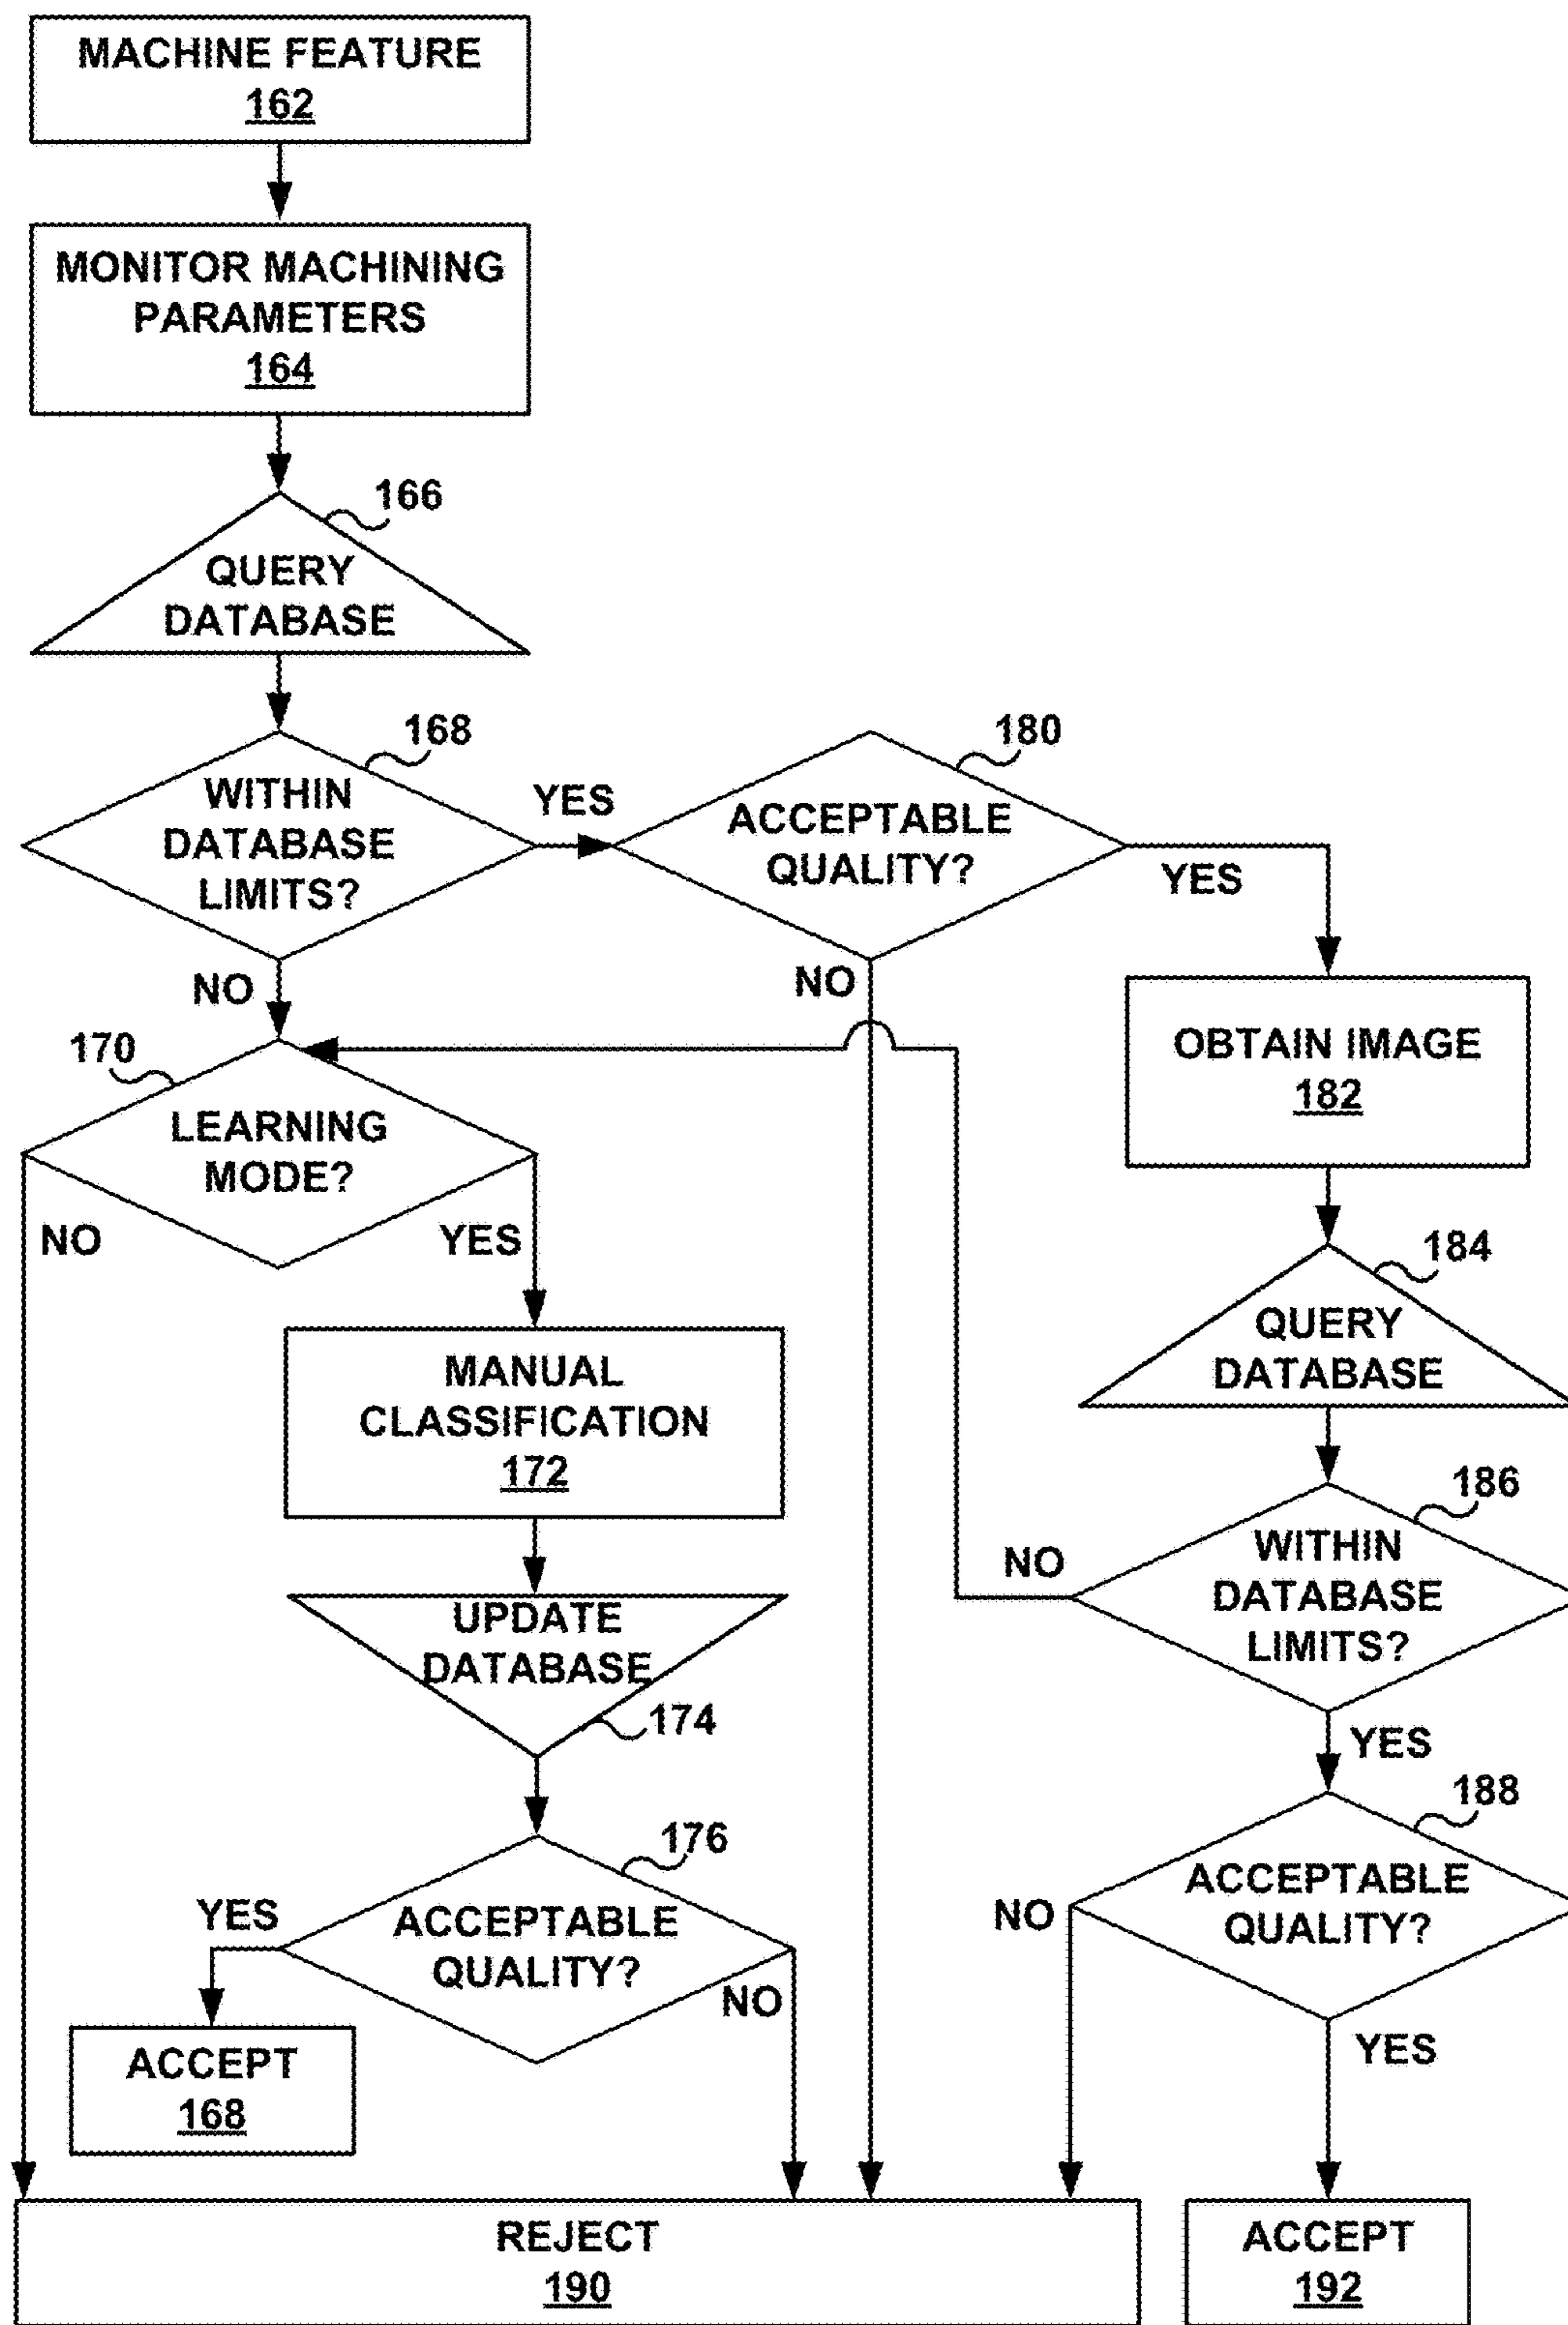 MACHINE FEATURE
162
MONITOR MACHINING
PARAMETERS
164
166
QUERY
DATABASE
168
WITHIN
DATABASE
LIMITS?
YES
NO
180
ACCEPTABLE
QUALITY?
YES
NO
170
LEARNING
MODE?
NO
YES
OBTAIN IMAGE
182
184
QUERY
DATABASE
MANUAL
CLASSIFICATION
172
186
WITHIN
DATABASE
LIMITS?
NO
YES
UPDATE
DATABASE
174
188
ACCEPTABLE
QUALITY?
NO
YES
176
ACCEPTABLE
QUALITY?
YES
NO
ACCEPT
168
REJECT
190
ACCEPT
192